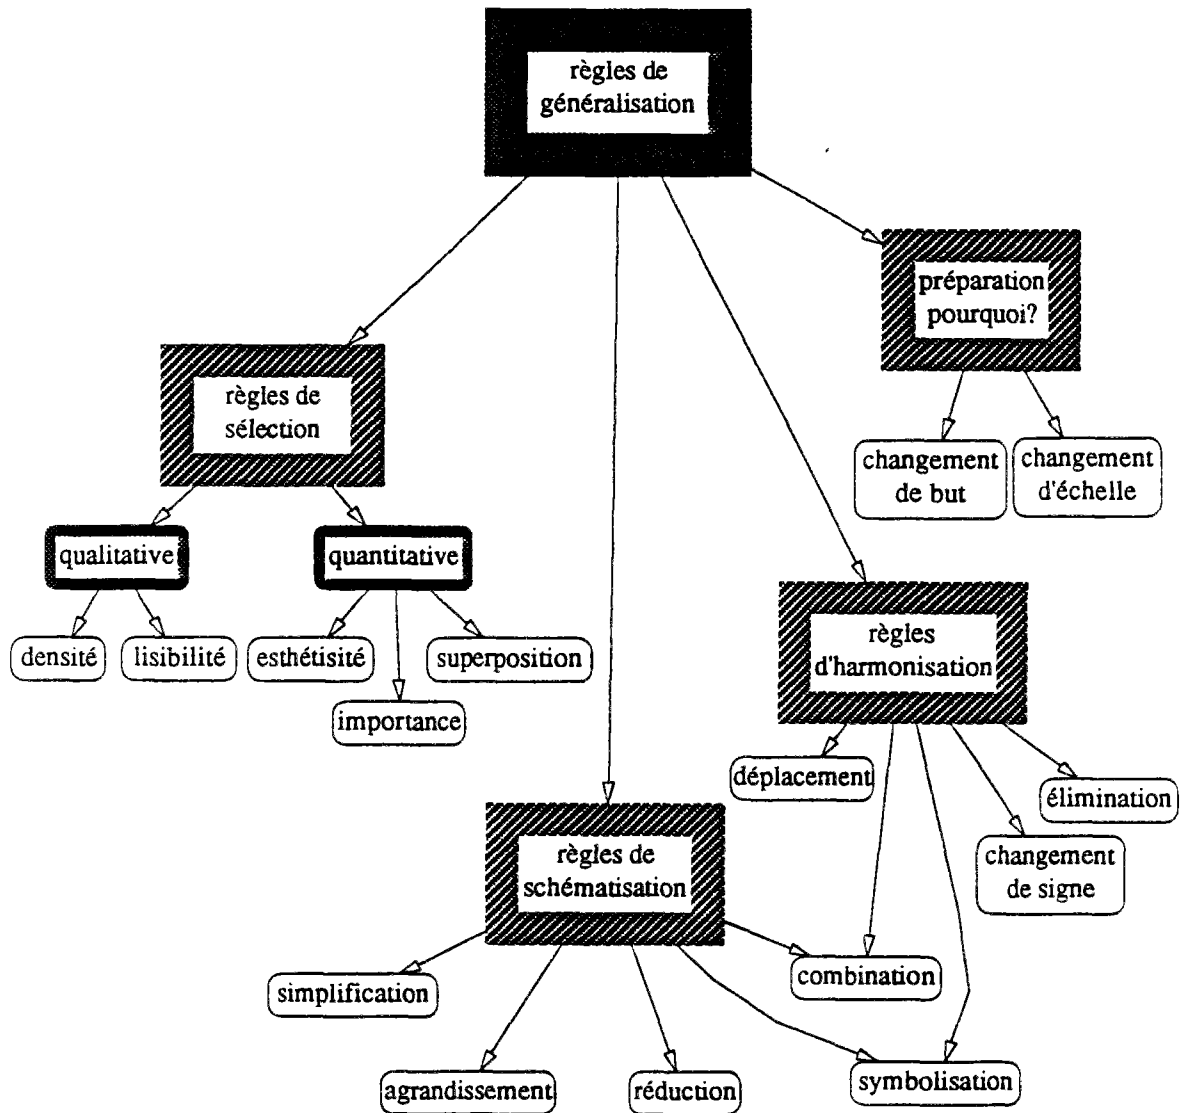 règles de
généralisation
préparation
pourquoi?
règles de
sélection
changement
de but
changement
d'échelle
qualitative
quantitative
densité
lisibilité
esthétisité
superposition
importance
règles
d'harmonisation
déplacement
élimination
changement
de signe
règles de
schématisation
combination
simplification
agrandissement
réduction
symbolisation